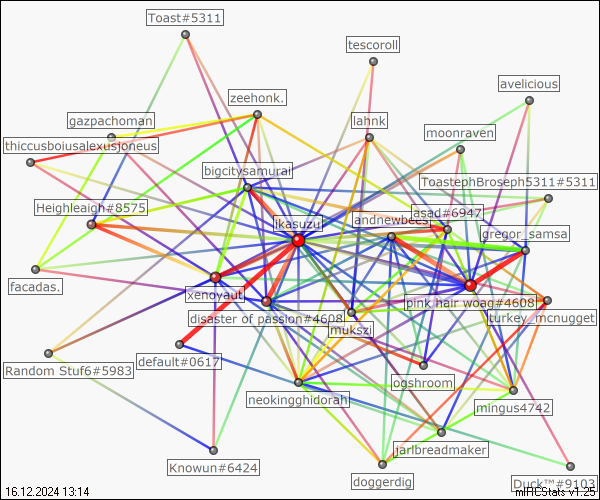 Toast#5311
tescoroll
avelicious
zeehonk.
gazpachoman
lahnk
moonraven
thiccusboiusalexusjoneus
bigcitysamurai
ToastephBroseph5311#5311
Heighleaigh#8575
ikasuzu
andnewbees
asad#6947
gregor_samsa
facadas.
xenoyaut
disaster of passion#4608
pink hair woag#4608
mukszi
turkey_mcnugget
Random Stuf6#5983
default#0617
ogshroom
neokingghidorah
mingus4742
jarlbreadmaker
Knowun#6424
doggerdig
Duck™#9103
16.12.2024 13:14
mIRCStats v1.25